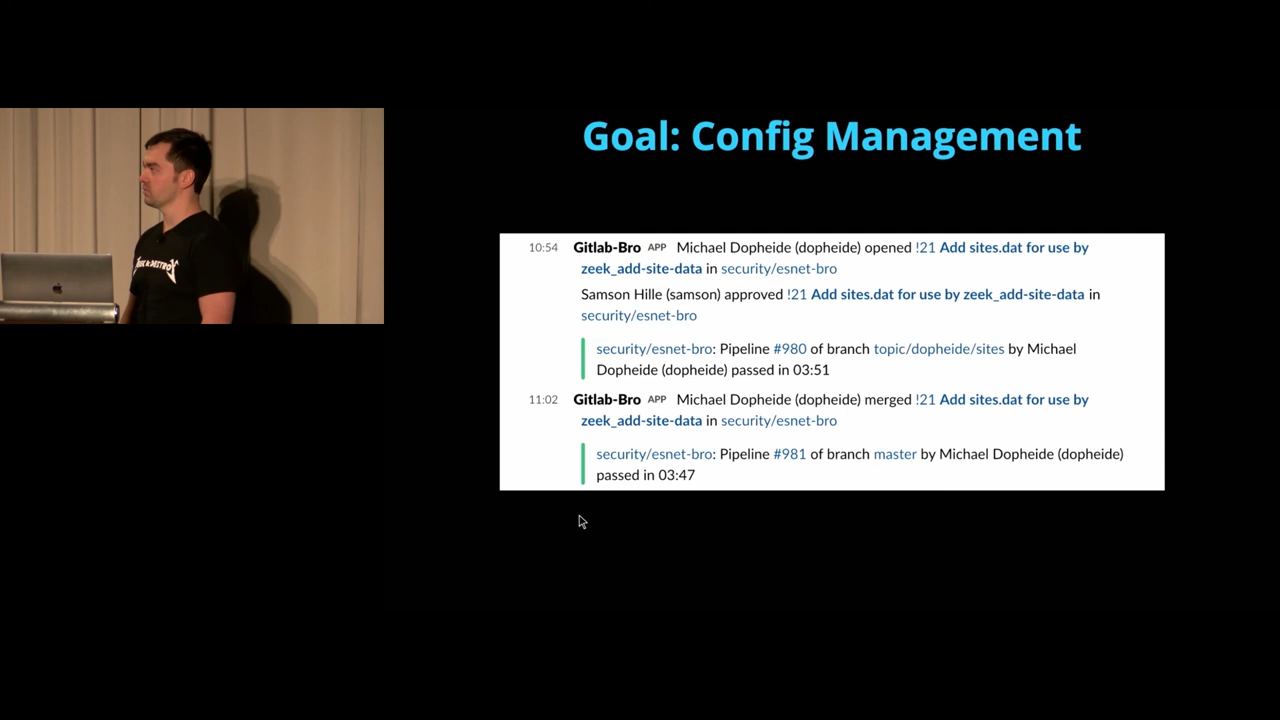 Goal: Config Management
10:54 Gitlab-Bro APP Michael Dopheide (dopheide) opened !21 Add sites.dat for use by
zeek_add-site-data in security/esnet-bro
Samson Hille (samson) approved !21 Add sites.dat for use by zeek_add-site-data in
security/esnet-bro
security/esnet-bro: Pipeline #980 of branch topic/dopheide/sites by Michael
Dopheide (dopheide) passed in 03:51
11:02 Gitlab-Bro APP Michael Dopheide (dopheide) merged !21 Add sites.dat for use by
zeek_add-site-data in security/esnet-bro
security/esnet-bro: Pipeline #981 of branch master by Michael Dopheide (dopheide)
passed in 03:47